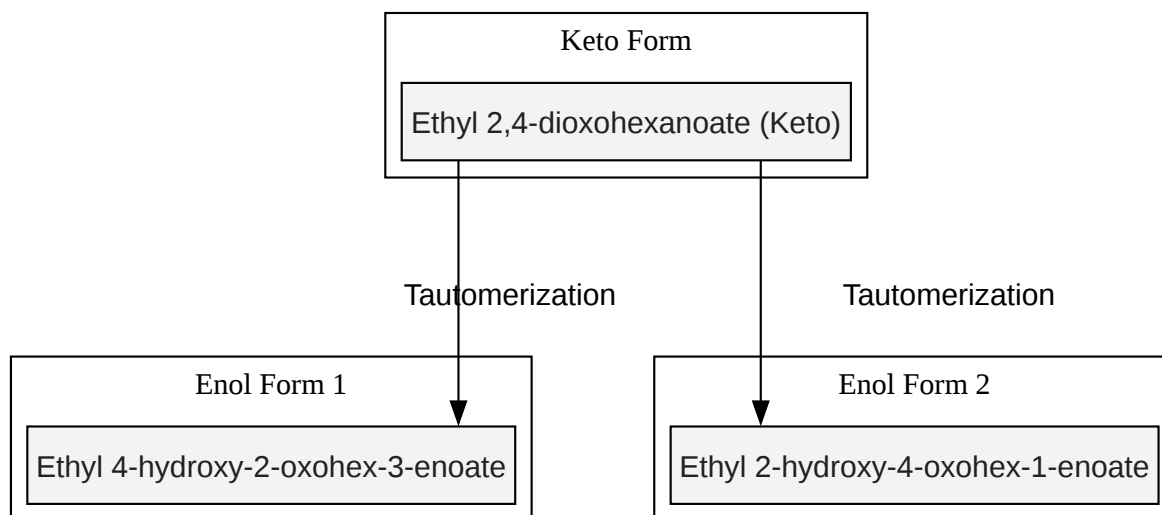 Keto Form
Ethyl 2,4-dioxohexanoate (Keto)
Tautomerization
Tautomerization
Enol Form 1
Enol Form 2
Ethyl 4-hydroxy-2-oxohex-3-enoate
Ethyl 2-hydroxy-4-oxohex-1-enoate